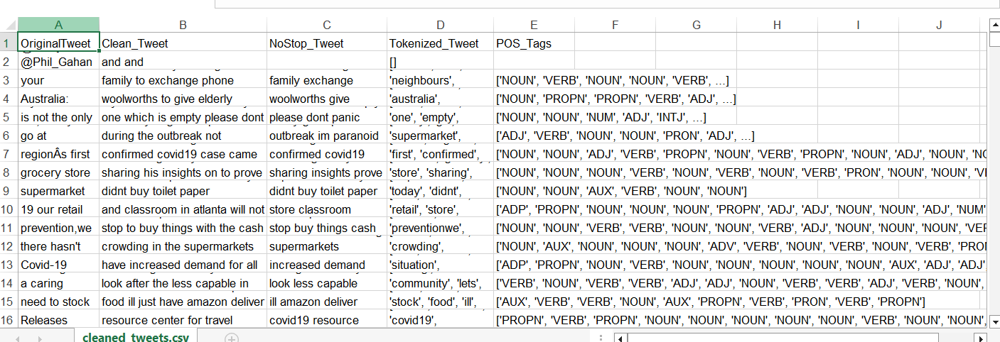 A B C D E F G H I J
1 OriginalTweet Clean_Tweet NoStop_Tweet Tokenized_Tweet POS_Tags
2 @Phil_Gahan and and []
3 your family to exchange phone family exchange 'neighbours', ['NOUN', 'VERB', 'NOUN', 'NOUN', 'VERB', ...]
4 Australia: woolworths to give elderly woolworths give 'australia', ['NOUN', 'PROPN', 'PROPN', 'VERB', 'ADJ', ...]
5 is not the only one which is empty please dont please dont panic 'one', 'empty', ['NOUN', 'NOUN', 'NUM', 'ADJ', 'INTJ', ...]
6 go at during the outbreak not outbreak im paranoid 'supermarket', ['ADJ', 'VERB', 'NOUN', 'NOUN', 'PRON', 'ADJ', ...]
7 regionÂs first confirmed covid19 case came confirmed covid19 'first', 'confirmed', ['NOUN', 'NOUN', 'ADJ', 'VERB', 'PROPN', 'NOUN', 'VERB', 'PROPN', 'NOUN', 'ADJ', 'NOUN', 'NO
8 grocery store sharing his insights on to prove sharing insights prove 'store', 'sharing', ['NOUN', 'NOUN', 'NOUN', 'VERB', 'NOUN', 'VERB', 'NOUN', 'VERB', 'PRON', 'NOUN', 'NOUN', 'VI
9 supermarket didnt buy toilet paper didnt buy toilet paper 'today', 'didnt', ['NOUN', 'NOUN', 'AUX', 'VERB', 'NOUN', 'NOUN']
10 19 our retail and classroom in atlanta will not store classroom 'retail', 'store', ['ADP', 'PROPN', 'NOUN', 'NOUN', 'NOUN', 'PROPN', 'ADJ', 'ADJ', 'NOUN', 'NOUN', 'ADJ', 'NUM'
11 prevention,we stop to buy things with the cash stop buy things cash 'preventionwe', ['NOUN', 'NOUN', 'VERB', 'VERB', 'NOUN', 'NOUN', 'VERB', 'ADJ', 'NOUN', 'NOUN', 'NOUN', 'VEF
12 there hasn't crowding in the supermarkets supermarkets 'crowding', ['NOUN', 'AUX', 'NOUN', 'NOUN', 'NOUN', 'ADV', 'VERB', 'NOUN', 'VERB', 'NOUN', 'VERB', 'PROI
13 Covid-19 have increased demand for all increased demand 'situation', ['ADP', 'PROPN', 'NOUN', 'VERB', 'NOUN', 'NOUN', 'NOUN', 'NOUN', 'NOUN', 'AUX', 'ADJ', 'ADJ'
14 a caring look after the less capable in look less capable 'community', 'lets', ['VERB', 'NOUN', 'VERB', 'VERB', 'ADJ', 'ADJ', 'NOUN', 'VERB', 'VERB', 'ADJ', 'VERB', 'NOUN',
15 need to stock food ill just have amazon deliver ill amazon deliver 'stock', 'food', 'ill', ['AUX', 'VERB', 'VERB', 'NOUN', 'AUX', 'PROPN', 'VERB', 'PRON', 'VERB', 'PROPN']
16 Releases resource center for travel covid19 resource 'covid19', ['PROPN', 'VERB', 'PROPN', 'NOUN', 'NOUN', 'NOUN', 'NOUN', 'NOUN', 'VERB', 'NOUN', 'NOUN',
cleaned_tweets.csv